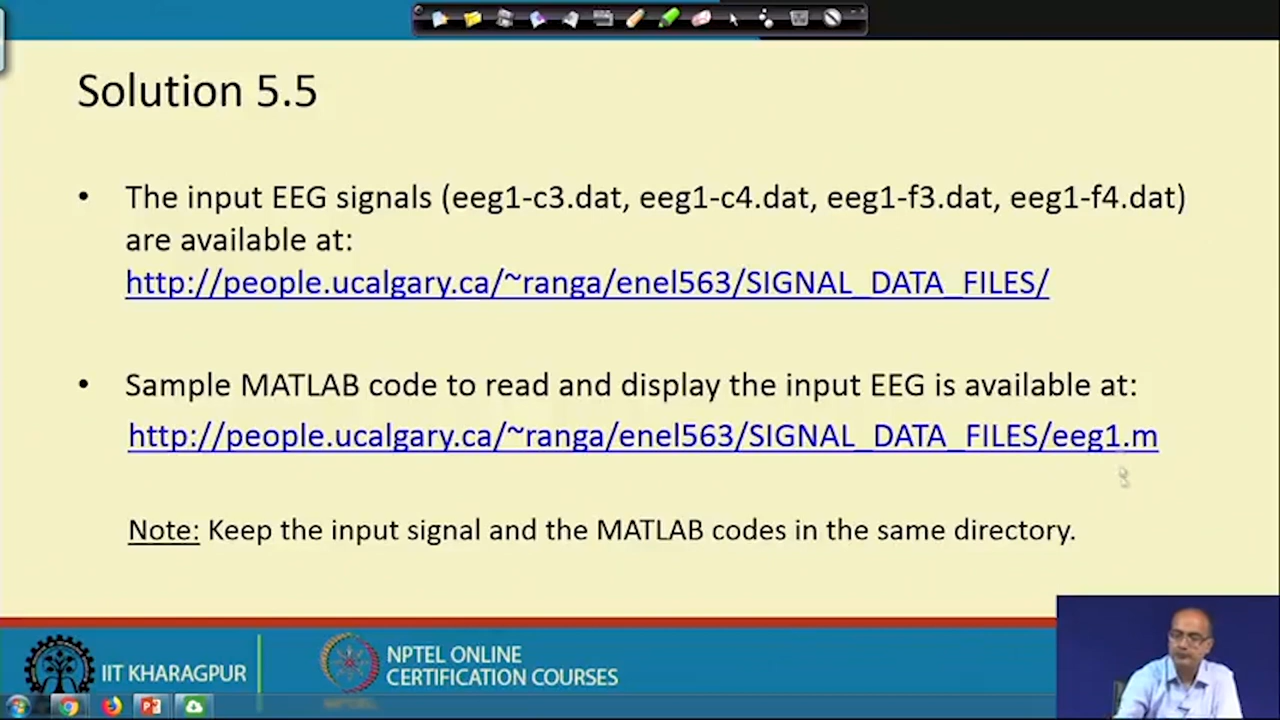 Solution 5.5
• The input EEG signals (eeg1-c3.dat, eeg1-c4.dat, eeg1-f3.dat, eeg1-f4.dat)
are available at:
http://people.ucalgary.ca/~ranga/enel563/SIGNAL_DATA_FILES/
• Sample MATLAB code to read and display the input EEG is available at:
http://people.ucalgary.ca/~ranga/enel563/SIGNAL_DATA_FILES/eeg1.m
Note: Keep the input signal and the MATLAB codes in the same directory.
IIT KHARAGPUR
NPTEL ONLINE
CERTIFICATION COURSES